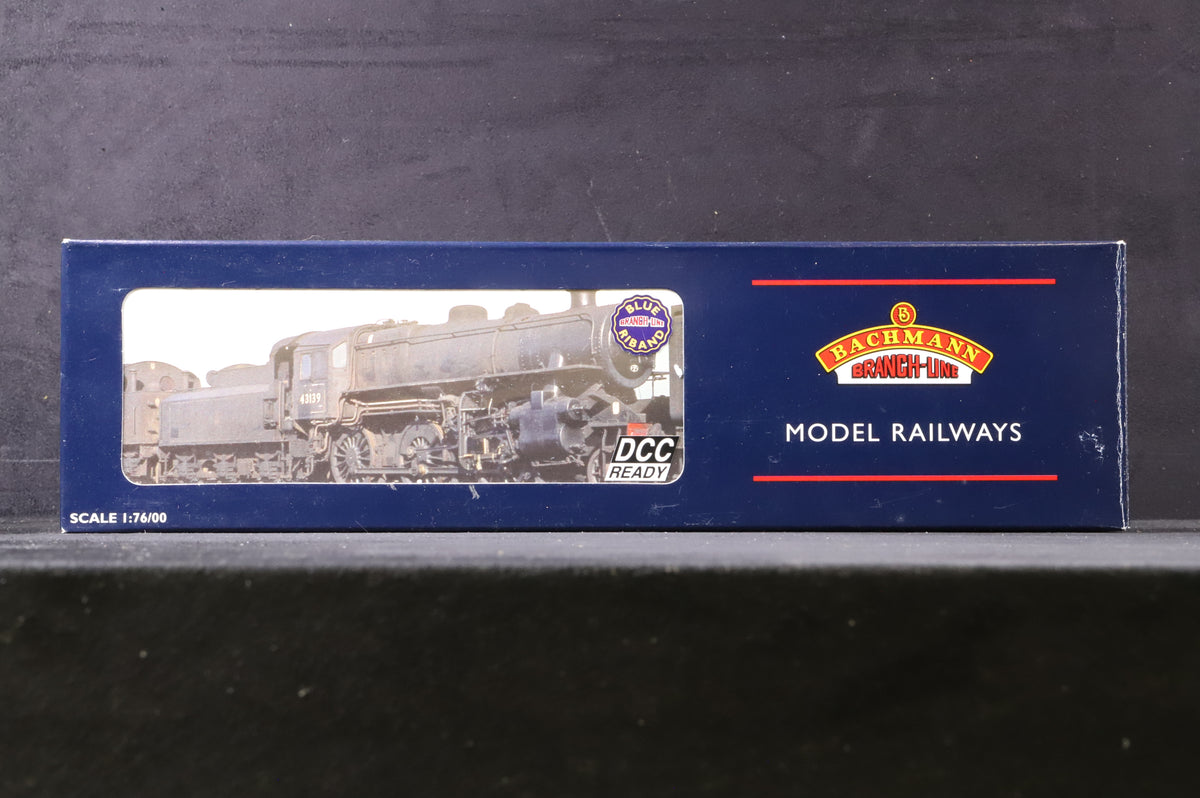 BLUE
BRANCH-LINE
RIBAND
43139
DCC
READY
SCALE 1:76/00
B
BACHMANN
BRANCH-LINE
MODEL RAILWAYS